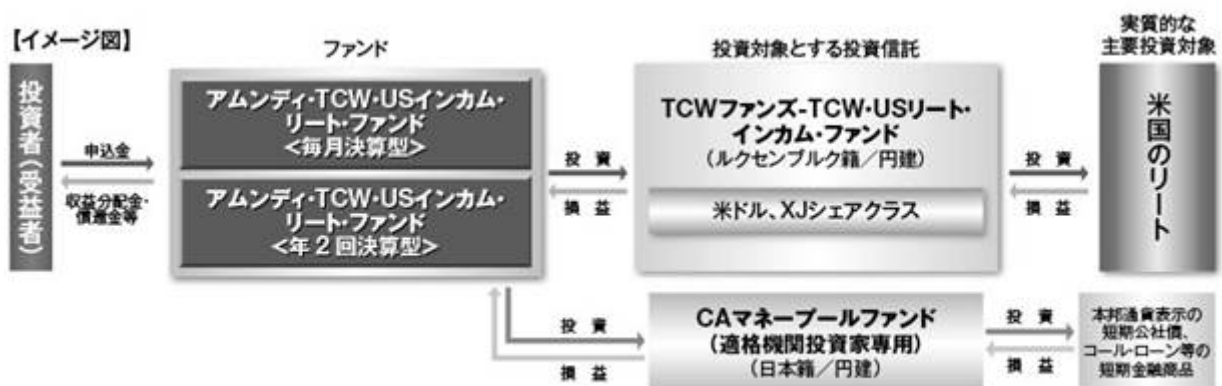 【イメージ図】
投資者(受益者)
申込金
収益分配金・
償還金等
ファンド
アムンディ・TCW・USインカム・
リート・ファンド
<毎月決算型>
アムンディ・TCW・USインカム・
リート・ファンド
<年2回決算型>
投資
損益
投資対象とする投資信託
TCWファンズ-TCW・USリート・
インカム・ファンド
(ルクセンブルク籍/円建)
米ドル、XJシェアクラス
投資
損益
実質的な
主要投資対象
米国のリート
投資
損益
CAマネープールファンド
(適格機関投資家専用)
(日本籍/円建)
投資
損益
本邦通貨表示の
短期公社債、
コール・ローン等の
短期金融商品